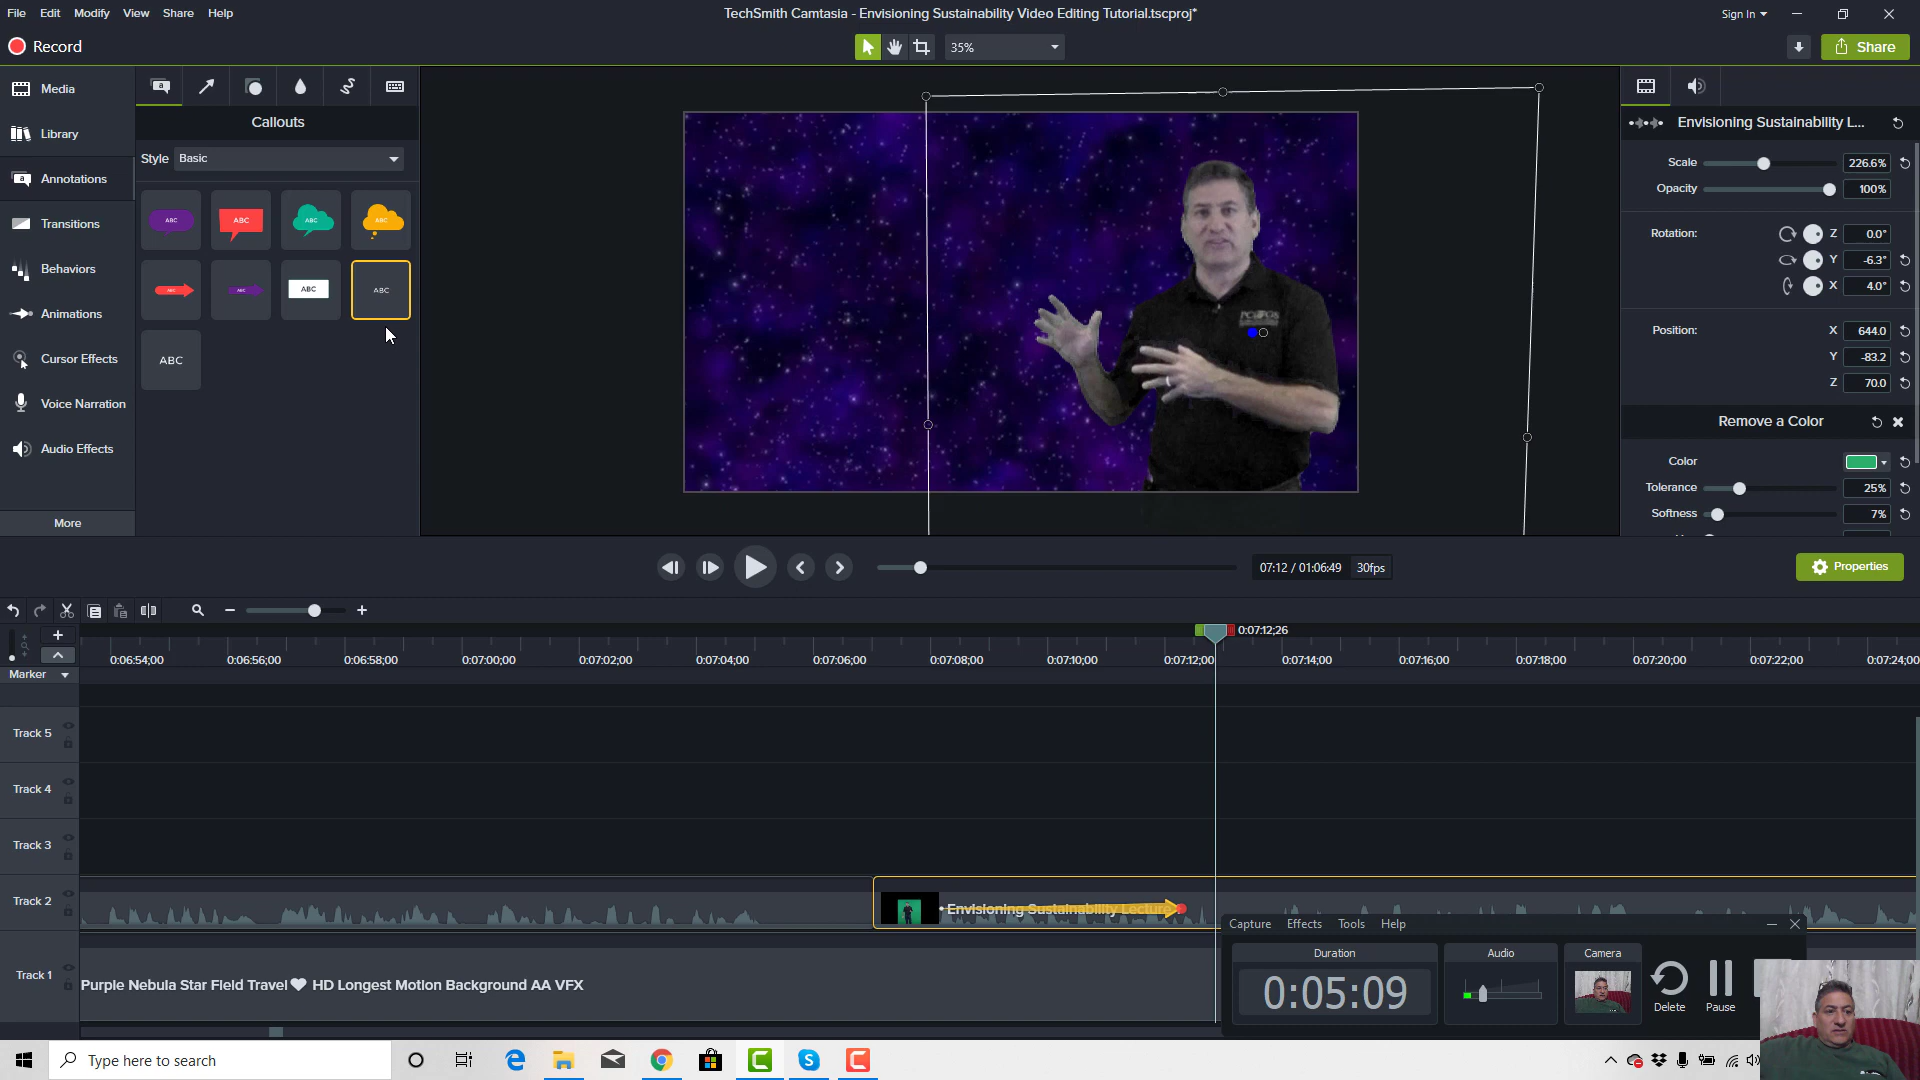 File Edit Modify View Share Help
TechSmith Camtasia - Envisioning Sustainability Video Editing Tutorial.tscproj*
Sign In
Record
35%
Share
Media
Library
Annotations
Transitions
Behaviors
Animations
Cursor Effects
Voice Narration
Audio Effects
More
a
Callouts
Style Basic
ABC ABC ABC ABC
ABC ABC ABC ABC
ABC
Envisioning Sustainability L...
Scale 226.6%
Opacity 100%
Rotation: Z 0.0°
Y -6.3°
X 4.0°
Position: X 644.0
Y -83.2
Z 70.0
Remove a Color
Color
Tolerance 25%
Softness 7%
07:12 / 01:06:49 30fps
Properties
0:07:12;26
0:06:54;00 0:06:56;00 0:06:58;00 0:07:00;00 0:07:02;00 0:07:04;00 0:07:06;00 0:07:08;00 0:07:10;00 0:07:12;00 0:07:14;00 0:07:16;00 0:07:18;00 0:07:20;00 0:07:22;00 0:07:24;00
Marker
Track 5
Track 4
Track 3
Track 2
Envisioning Sustainability Lecture
Track 1
Purple Nebula Star Field Travel ❤ HD Longest Motion Background AA VFX
Capture Effects Tools Help
Duration
0:05:09
Audio
Camera
Delete
Pause
Type here to search